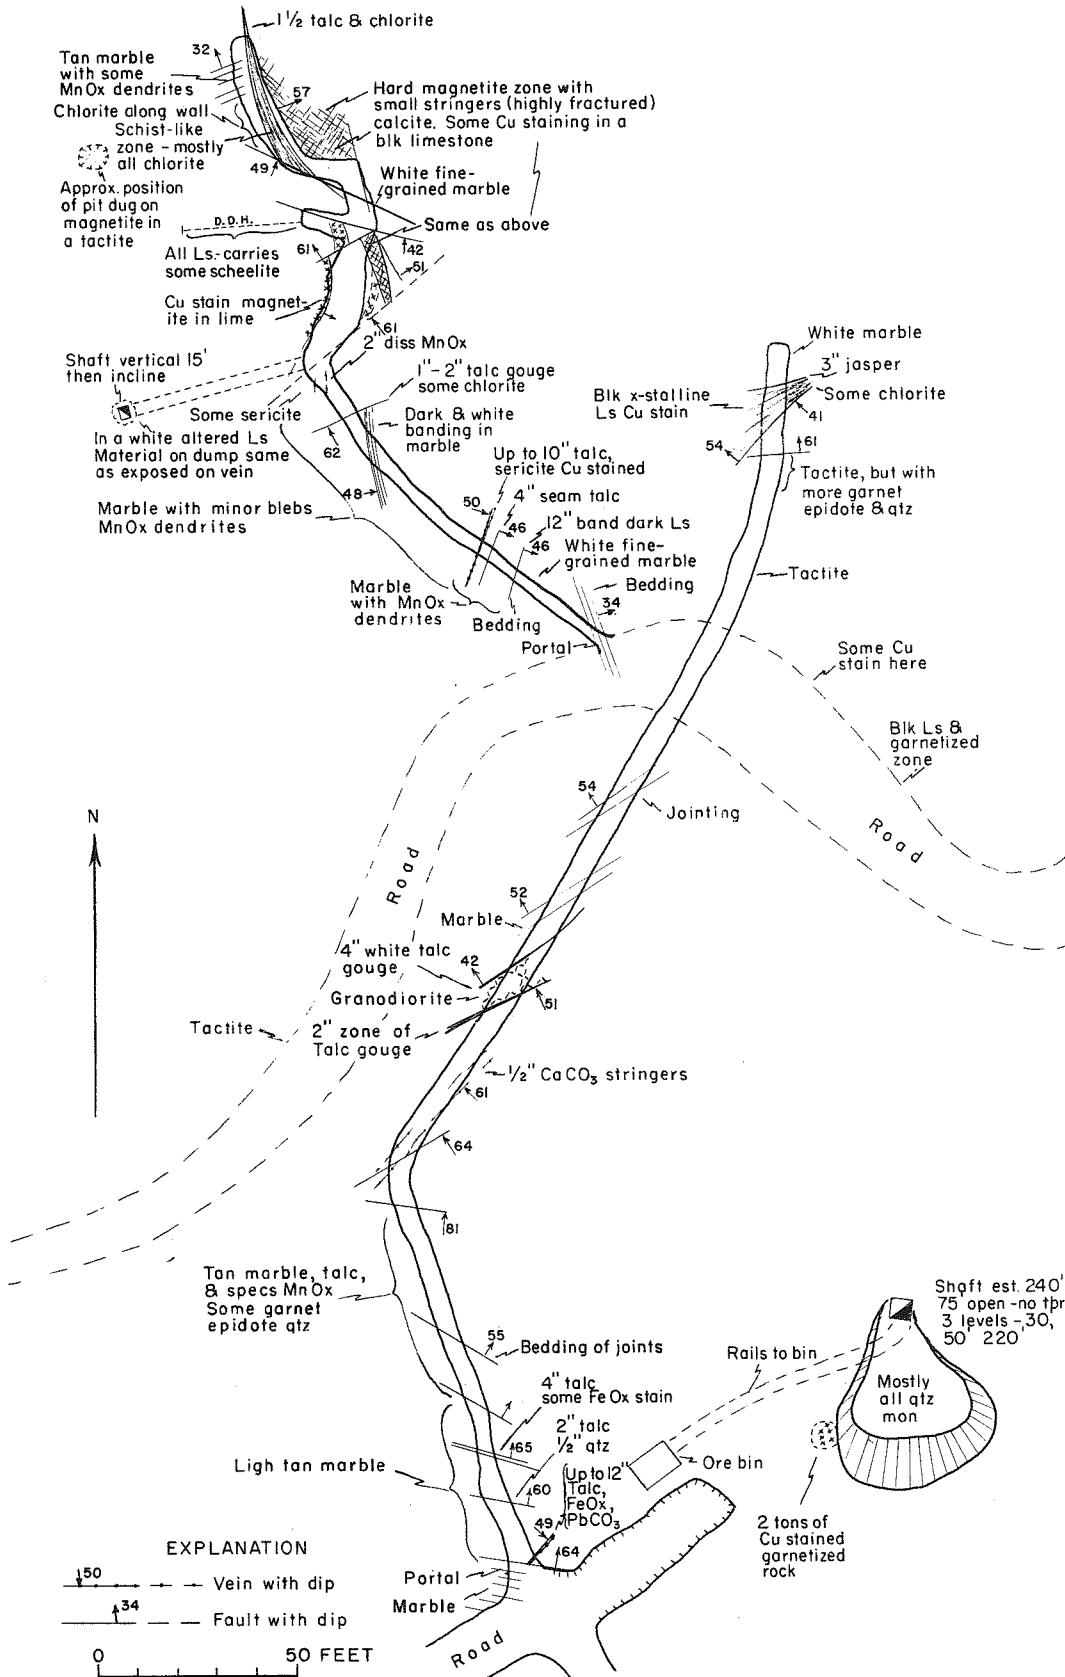 1 ½ talc & chlorite
32
Tan marble
with some
MnOx dendrites
57
Hard magnetite zone with
small stringers (highly fractured)
calcite. Some Cu staining in a
blk limestone
Chlorite along wall
Schist-like
zone - mostly
all chlorite
49
Approx. position
of pit dug on
magnetite in
a tactite
White fine-
grained marble
D.D.H.
Same as above
All Ls.-carries
some scheelite
61
42
51
Cu stain magnet-
ite in lime
61
2" diss MnOx
Shaft vertical 15'
then incline
1"-2" talc gouge
some chlorite
Some sericite
Dark & white
banding in
marble
In a white altered Ls
Material on dump same
as exposed on vein
62
48
Up to 10" talc,
sericite Cu stained
50
4" seam talc
46
12" band dark Ls
46
White fine-
grained marble
Marble with minor blebs
MnOx dendrites
Bedding
34
Marble
with MnOx
dendrites
Bedding
Portal
White marble
3" jasper
Some chlorite
Blk x-stalline
Ls Cu stain
41
54
61
Tactite, but with
more garnet
epidote & qtz
Tactite
Some Cu
stain here
Blk Ls &
garnetized
zone
Road
54
Jointing
N
Road
52
Marble
4" white talc
gouge
42
Granodiorite
51
Tactite
2" zone of
Talc gouge
½" CaCO₃ stringers
61
64
81
Tan marble, talc,
& specs MnOx
Some garnet
epidote qtz
55
Bedding of joints
4" talc
some FeOx stain
2" talc
½" qtz
65
Ligh tan marble
60
Up to 12"
Talc,
FeOx,
PbCO₃
49
64
Portal
Marble
Road
Rails to bin
Ore bin
Shaft est. 240'
75' open - no tbr
3 levels - 30,
50' 220'
Mostly
all qtz
mon
2 tons of
Cu stained
garnetized
rock
EXPLANATION
50
Vein with dip
34
Fault with dip
0 50 FEET